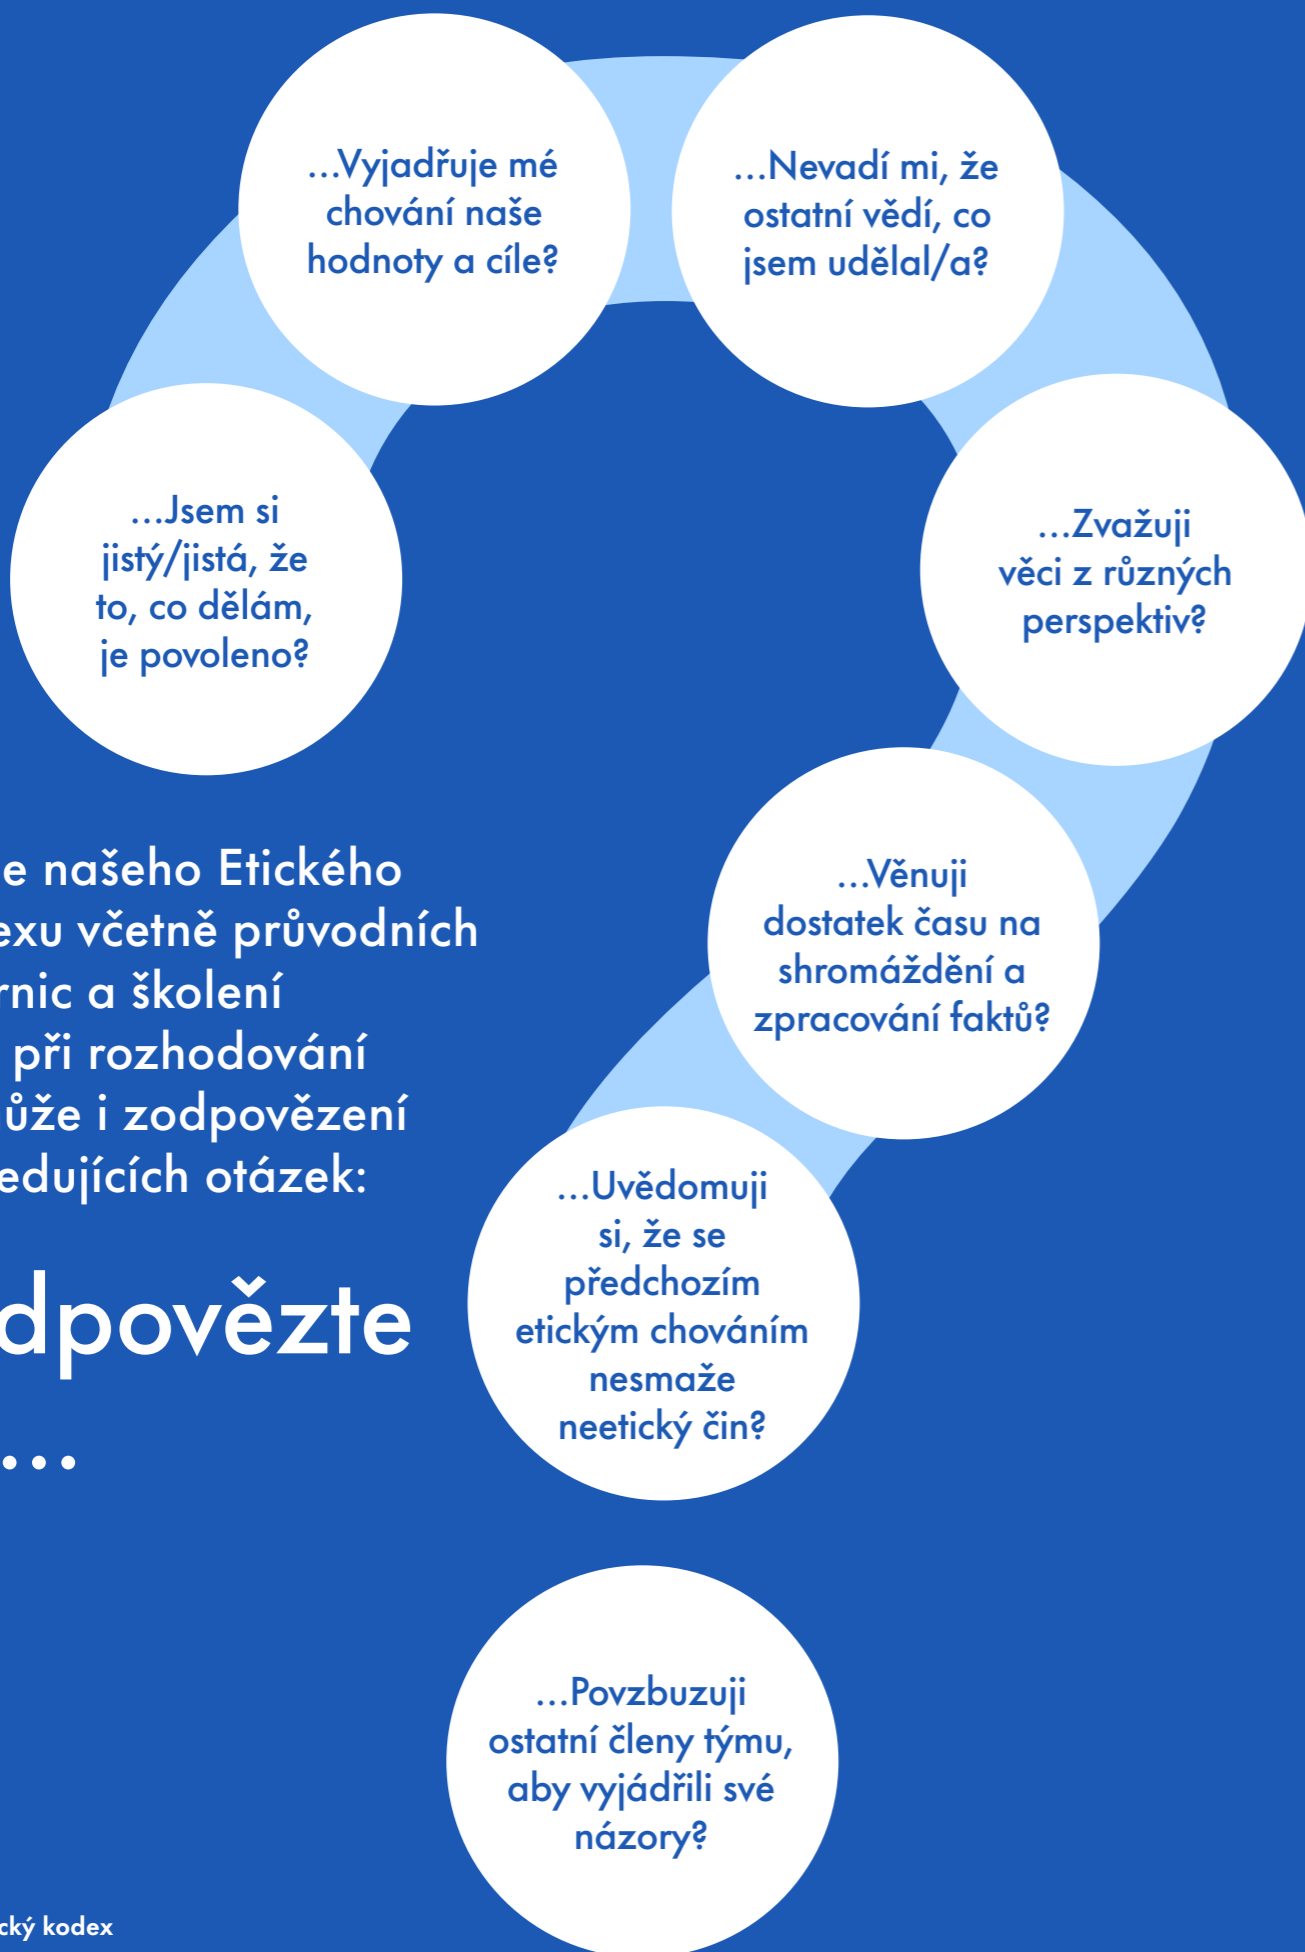 e našeho Etického
exu včetně průvodních
rnic a školení
při rozhodování
ůže i zodpovězení
edujících otázek:
dpovězte
...
...Jsem si
jistý/jistá, že
to, co dělám,
je povoleno?
...Vyjadřuje mé
chování naše
hodnoty a cíle?
...Nevadí mi, že
ostatní vědí, co
jsem udělal/a?
...Zvažuji
věci z různých
perspektiv?
...Věnuji
dostatek času na
shromáždění a
zpracování faktů?
...Uvědomuji
si, že se
předchozím
etickým chováním
nesmaže
neetický čin?
...Povzbuzuji
ostatní členy týmu,
aby vyjádřili své
názory?
cký kodex